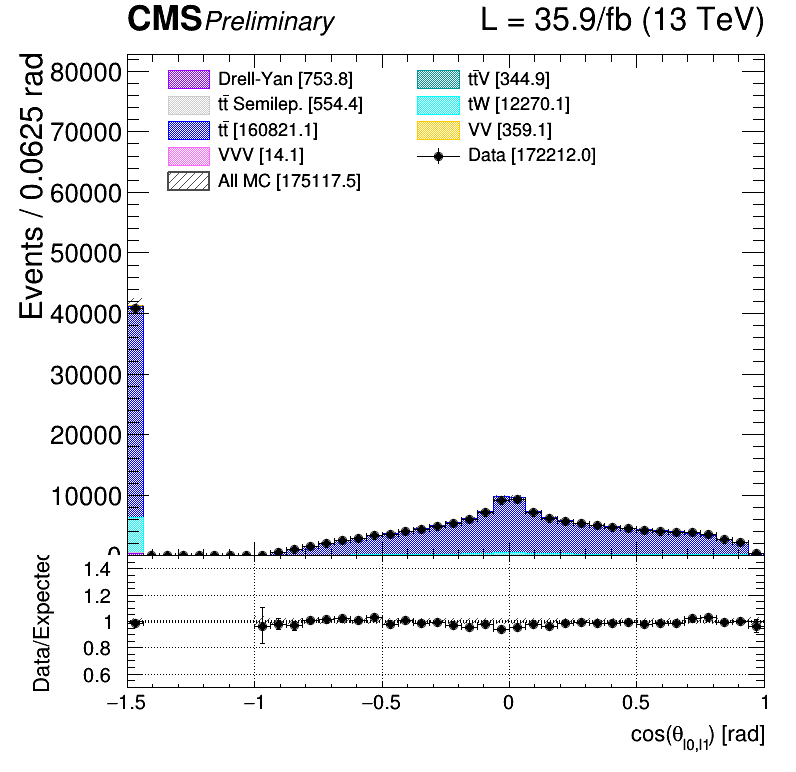 CMS Preliminary L = 35.9/fb (13 TeV)
Events / 0.0625 rad
80000
70000
60000
50000
40000
30000
20000
10000
0
Drell-Yan [753.8]
tt̄ Semilep. [554.4]
tt̄ [160821.1]
VVV [14.1]
All MC [175117.5]
tt̄V [344.9]
tW [12270.1]
VV [359.1]
Data [172212.0]
Data/Expected
1.4
1.2
1
0.8
0.6
−1.5 −1 −0.5 0 0.5 1
cos(θl0,l1) [rad]